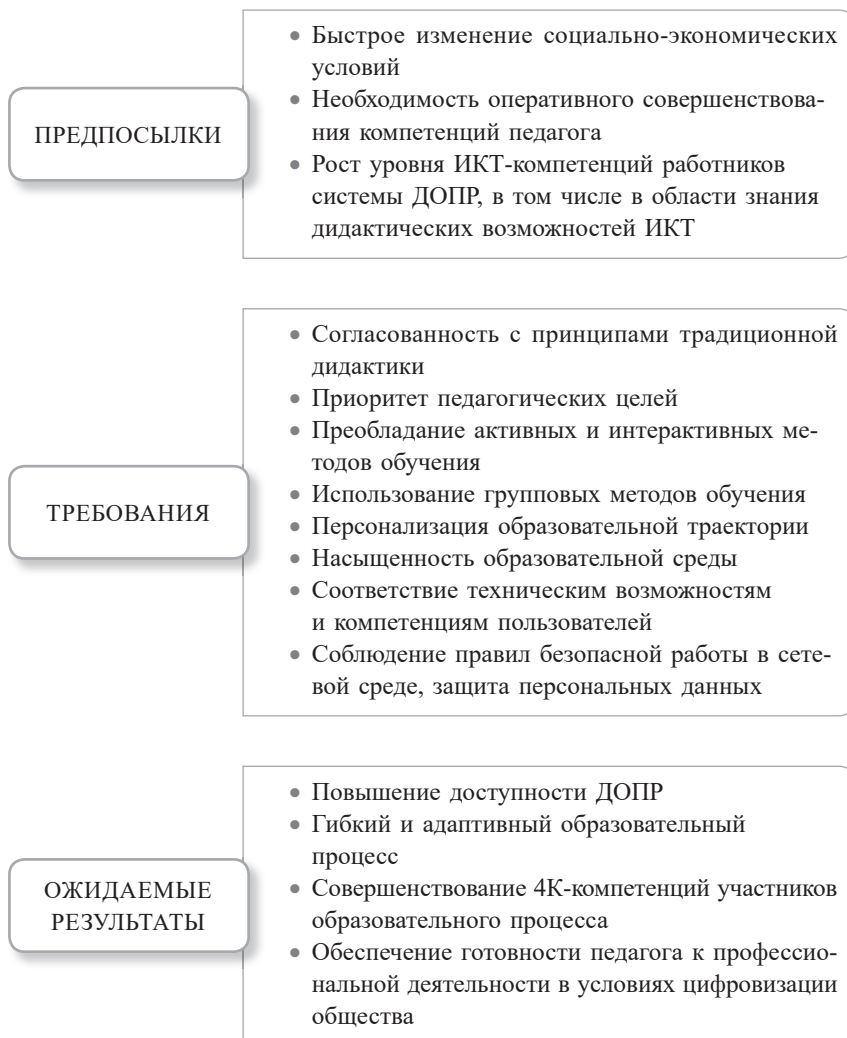 ПРЕДПОСЫЛКИ
• Быстрое изменение социально-экономических
условий
• Необходимость оперативного совершенствова-
ния компетенций педагога
• Рост уровня ИКТ-компетенций работников
системы ДОПР, в том числе в области знания
дидактических возможностей ИКТ
ТРЕБОВАНИЯ
• Согласованность с принципами традиционной
дидактики
• Приоритет педагогических целей
• Преобладание активных и интерактивных ме-
тодов обучения
• Использование групповых методов обучения
• Персонализация образовательной траектории
• Насыщенность образовательной среды
• Соответствие техническим возможностям
и компетенциям пользователей
• Соблюдение правил безопасной работы в сете-
вой среде, защита персональных данных
ОЖИДАЕМЫЕ
РЕЗУЛЬТАТЫ
• Повышение доступности ДОПР
• Гибкий и адаптивный образовательный
процесс
• Совершенствование 4К-компетенций участников
образовательного процесса
• Обеспечение готовности педагога к профессио-
нальной деятельности в условиях цифровизации
общества